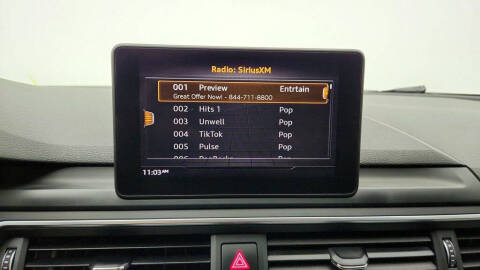 Radio: SiriusXM
001 Preview Entrtain
Great Offer Now! - 844-711-8800
002 Hits 1 Pop
003 Unwell Pop
004 TikTok Pop
005 Pulse Pop
11:03AM